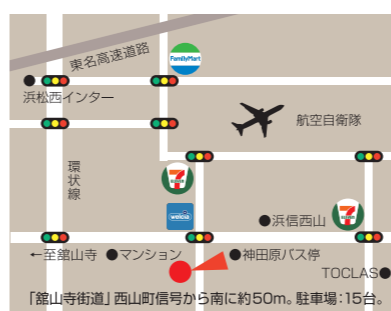 東名高速道路
FamilyMart
浜松西インター
航空自衛隊
環状線
浜信西山
←至舘山寺
マンション
神田原バス停
TOCLAS
「舘山寺街道」西山町信号から南に約50m。駐車場：15台。